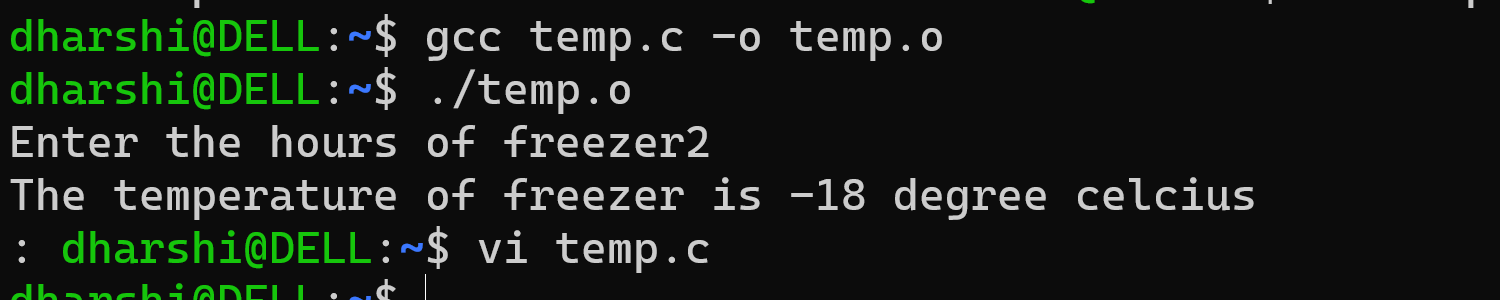 dharshi@DELL:~$ gcc temp.c -o temp.o
dharshi@DELL:~$ ./temp.o
Enter the hours of freezer2
The temperature of freezer is -18 degree celcius
: dharshi@DELL:~$ vi temp.c
dharshi@DELL:~$